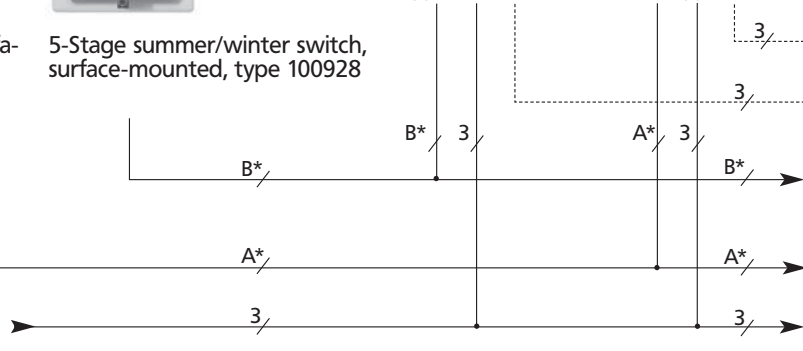 5-Stage summer/winter switch,
surface-mounted, type 100928
3
3
B* 3 A* 3
B* B*
A* A*
3 3